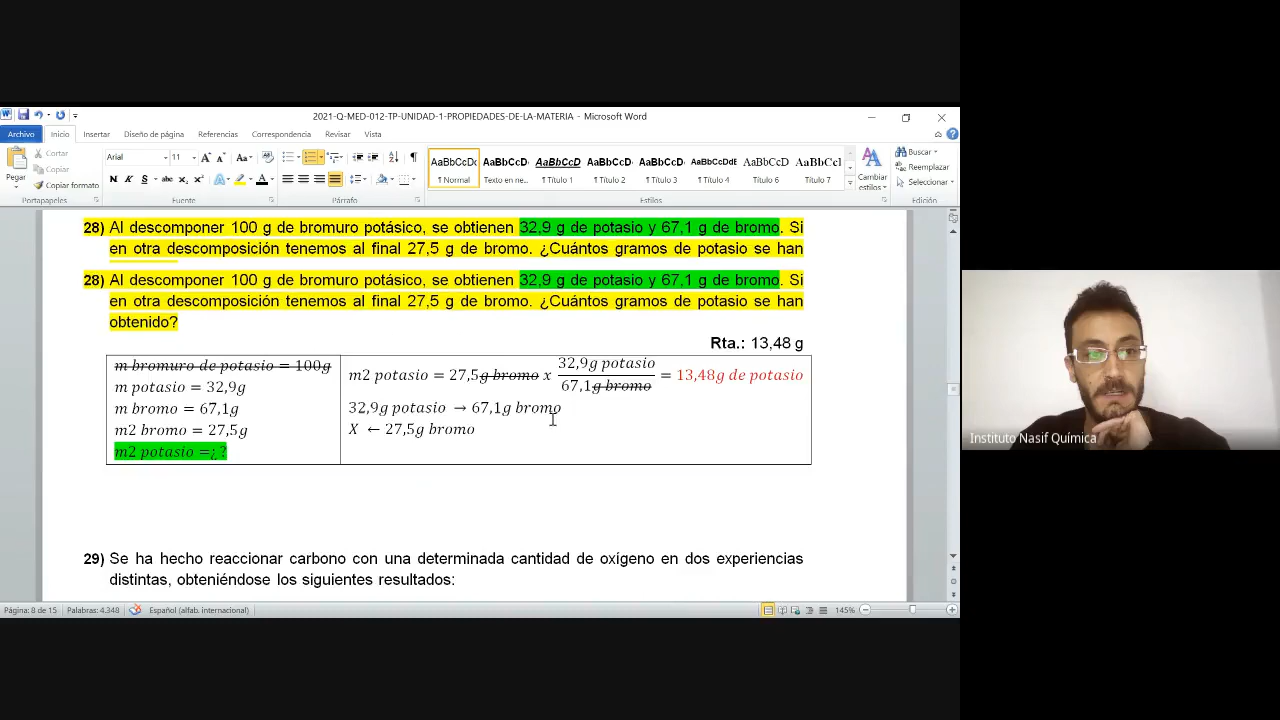 2021-Q-MED-012-TP-UNIDAD-1-PROPIEDADES-DE-LA-MATERIA - Microsoft Word
Archivo Inicio Insertar Diseño de página Referencias Correspondencia Revisar Vista
Pegar
Cortar
Copiar
Copiar formato
Portapapeles
Arial 11
Fuente
Párrafo
AaBbCcDc AaBbCcD AaBbCcD AaBbCcD AaBbCcD AaBbCcDdE AaBbCcDc AaBbCcD
¶ Normal Texto en ne... ¶ Título 1 ¶ Título 2 ¶ Título 3 ¶ Título 4 Título 6 Título 7
Estilos
Cambiar estilos
Buscar
Reemplazar
Seleccionar
Edición
28) Al descomponer 100 g de bromuro potásico, se obtienen 32,9 g de potasio y 67,1 g de bromo. Si
en otra descomposición tenemos al final 27,5 g de bromo. ¿Cuántos gramos de potasio se han
28) Al descomponer 100 g de bromuro potásico, se obtienen 32,9 g de potasio y 67,1 g de bromo. Si
en otra descomposición tenemos al final 27,5 g de bromo. ¿Cuántos gramos de potasio se han
obtenido?
Rta.: 13,48 g
m bromuro de potasio = 100g
m potasio = 32,9g
m bromo = 67,1g
m2 bromo = 27,5g
m2 potasio =¿ ?
m2 potasio = 27,5g bromo x 32,9g potasio / 67,1g bromo = 13,48g de potasio
32,9g potasio → 67,1g bromo
X ← 27,5g bromo
29) Se ha hecho reaccionar carbono con una determinada cantidad de oxígeno en dos experiencias
distintas, obteniéndose los siguientes resultados:
Página: 8 de 15 Palabras: 4.348 Español (alfab. internacional) 145%
Instituto Nasif Química